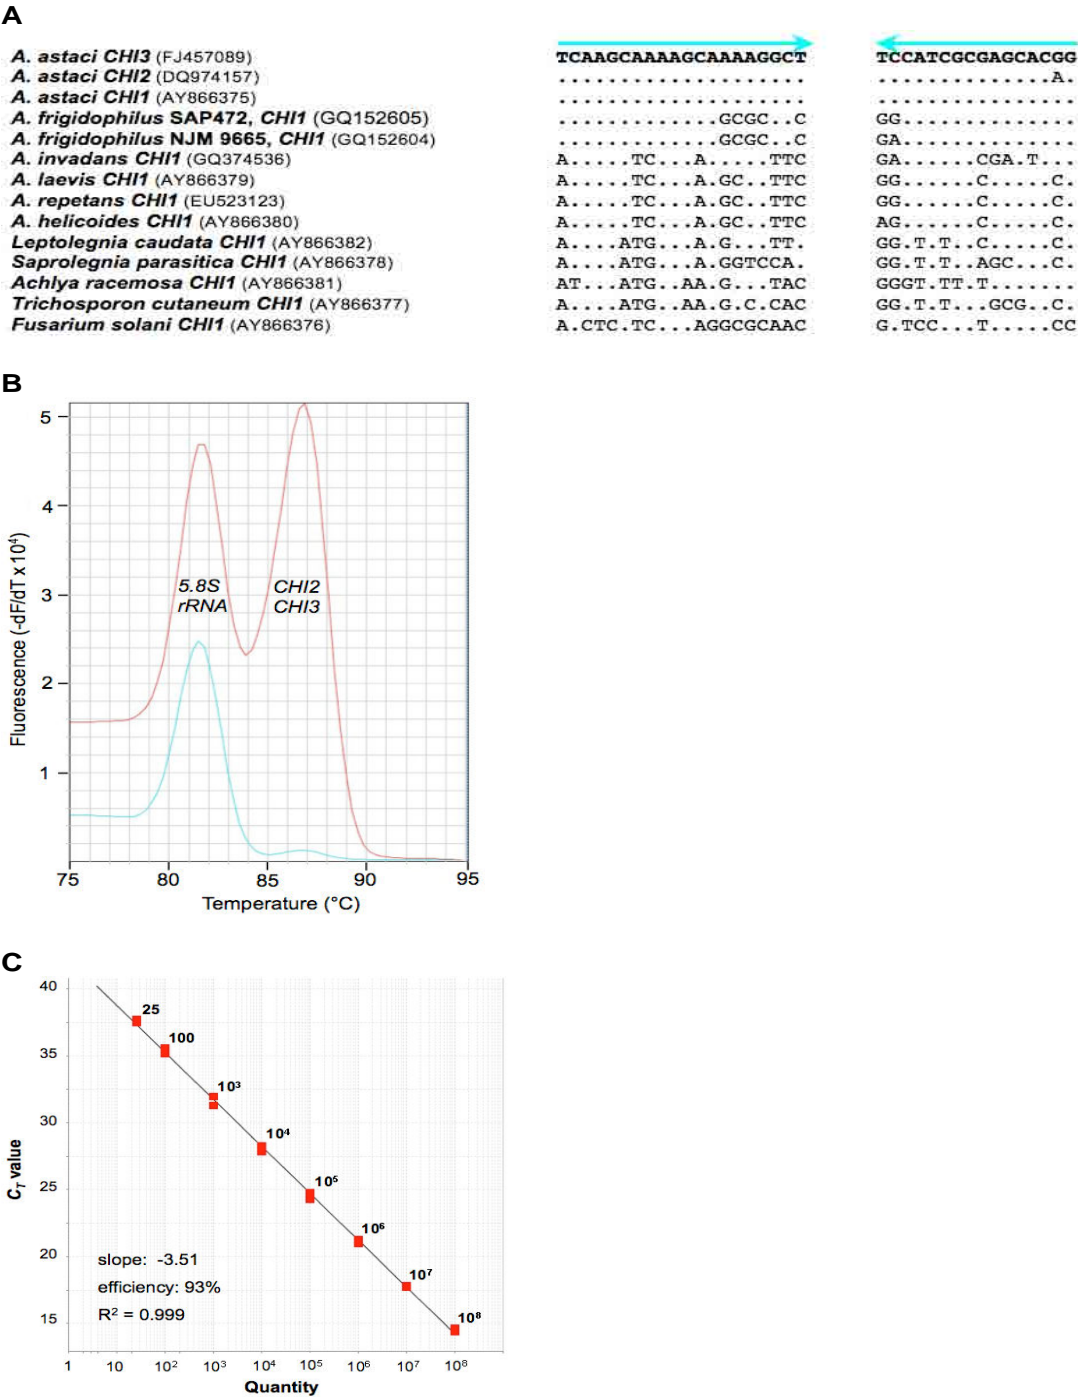 A
A. astaci CHI3 (FJ457089) TCAAGCAAAAGCAAAAGGCT TCCATCGCGAGCACGG
A. astaci CHI2 (DQ974157) .................... ..............A.
A. astaci CHI1 (AY866375) .................... ................
A. frigidophilus SAP472, CHI1 (GQ152605) .............GCGC..C GG..............
A. frigidophilus NJM 9665, CHI1 (GQ152604) .............GCGC..C GA..............
A. invadans CHI1 (GQ374536) A.....TC...A.....TTC GA......CGA.T...
A. laevis CHI1 (AY866379) A.....TC...A.GC..TTC GG......C.....C.
A. repetans CHI1 (EU523123) A.....TC...A.GC..TTC GG......C.....C.
A. helicoides CHI1 (AY866380) A.....TC...A.GC..TTC AG......C.....C.
Leptolegnia caudata CHI1 (AY866382) A....ATG...A.G...TT. GG.T.T..C.....C.
Saprolegnia parasitica CHI1 (AY866378) A....ATG...A.GGTCCA. GG.T.T..AGC...C.
Achlya racemosa CHI1 (AY866381) AT...ATG..AA.G...TAC GGGT.TT.T.......
Trichosporon cutaneum CHI1 (AY866377) A....ATG..AA.G.C.CAC GG.T.T...GCG..C.
Fusarium solani CHI1 (AY866376) A.CTC.TC...AGGCGCAAC G.TCC...T.....CC
B
Fluorescence (-dF/dT x 10⁴)
5
4
3
2
1
5.8S
rRNA
CHI2
CHI3
75 80 85 90 95
Temperature (°C)
C
C_T value
40
35
30
25
20
15
25
100
10³
10⁴
10⁵
10⁶
10⁷
10⁸
slope: -3.51
efficiency: 93%
R² = 0.999
1 10 10² 10³ 10⁴ 10⁵ 10⁶ 10⁷ 10⁸
Quantity